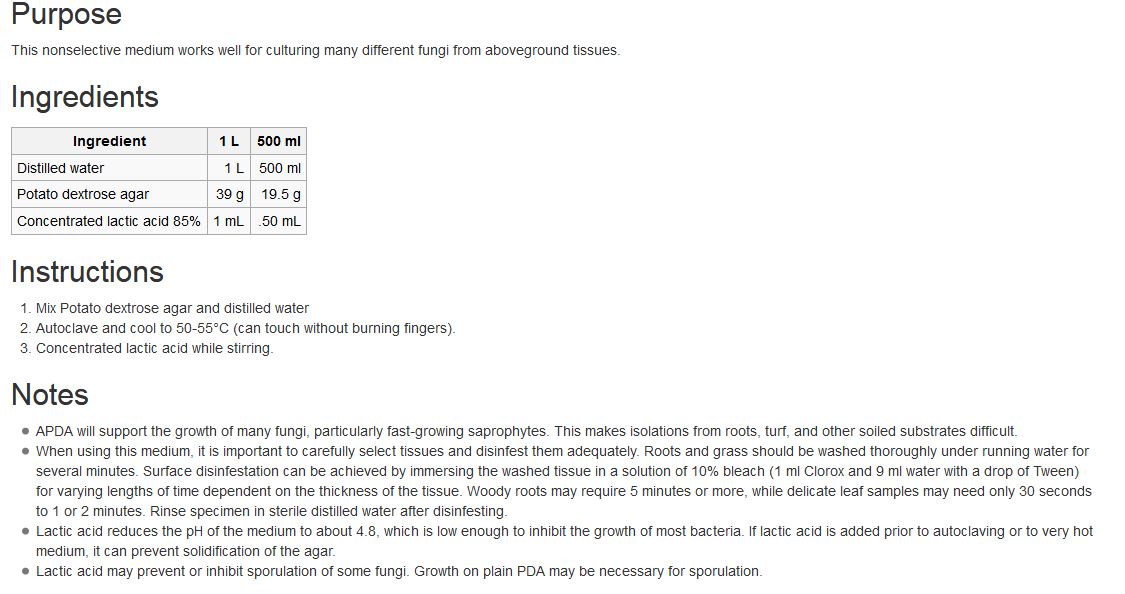 Purpose
This nonselective medium works well for culturing many different fungi from aboveground tissues.
Ingredients
Ingredient 1 L 500 ml
Distilled water 1 L 500 ml
Potato dextrose agar 39 g 19.5 g
Concentrated lactic acid 85% 1 mL .50 mL
Instructions
1. Mix Potato dextrose agar and distilled water
2. Autoclave and cool to 50-55°C (can touch without burning fingers).
3. Concentrated lactic acid while stirring.
Notes
• APDA will support the growth of many fungi, particularly fast-growing saprophytes. This makes isolations from roots, turf, and other soiled substrates difficult.
• When using this medium, it is important to carefully select tissues and disinfest them adequately. Roots and grass should be washed thoroughly under running water for
several minutes. Surface disinfestation can be achieved by immersing the washed tissue in a solution of 10% bleach (1 ml Clorox and 9 ml water with a drop of Tween)
for varying lengths of time dependent on the thickness of the tissue. Woody roots may require 5 minutes or more, while delicate leaf samples may need only 30 seconds
to 1 or 2 minutes. Rinse specimen in sterile distilled water after disinfesting.
• Lactic acid reduces the pH of the medium to about 4.8, which is low enough to inhibit the growth of most bacteria. If lactic acid is added prior to autoclaving or to very hot
medium, it can prevent solidification of the agar.
• Lactic acid may prevent or inhibit sporulation of some fungi. Growth on plain PDA may be necessary for sporulation.